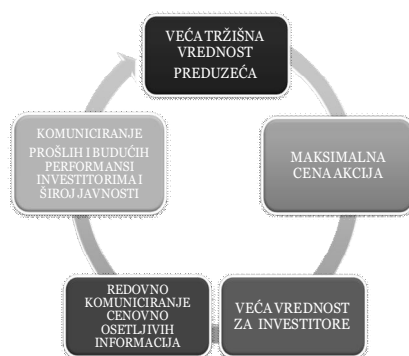 VEĆA TRŽIŠNA
VREDNOST
PREDUZEĆA
MAKSIMALNA
CENA AKCIJA
VEĆA VREDNOST
ZA INVESTITORE
REDOVNO
KOMUNICIRANJE
CENOVNO
OSETLJIVIH
INFORMACIJA
KOMUNICIRANJE
PROŠLIH I BUDUĆIH
PERFORMANSI
INVESTITORIMA I
ŠIROJ JAVNOSTI